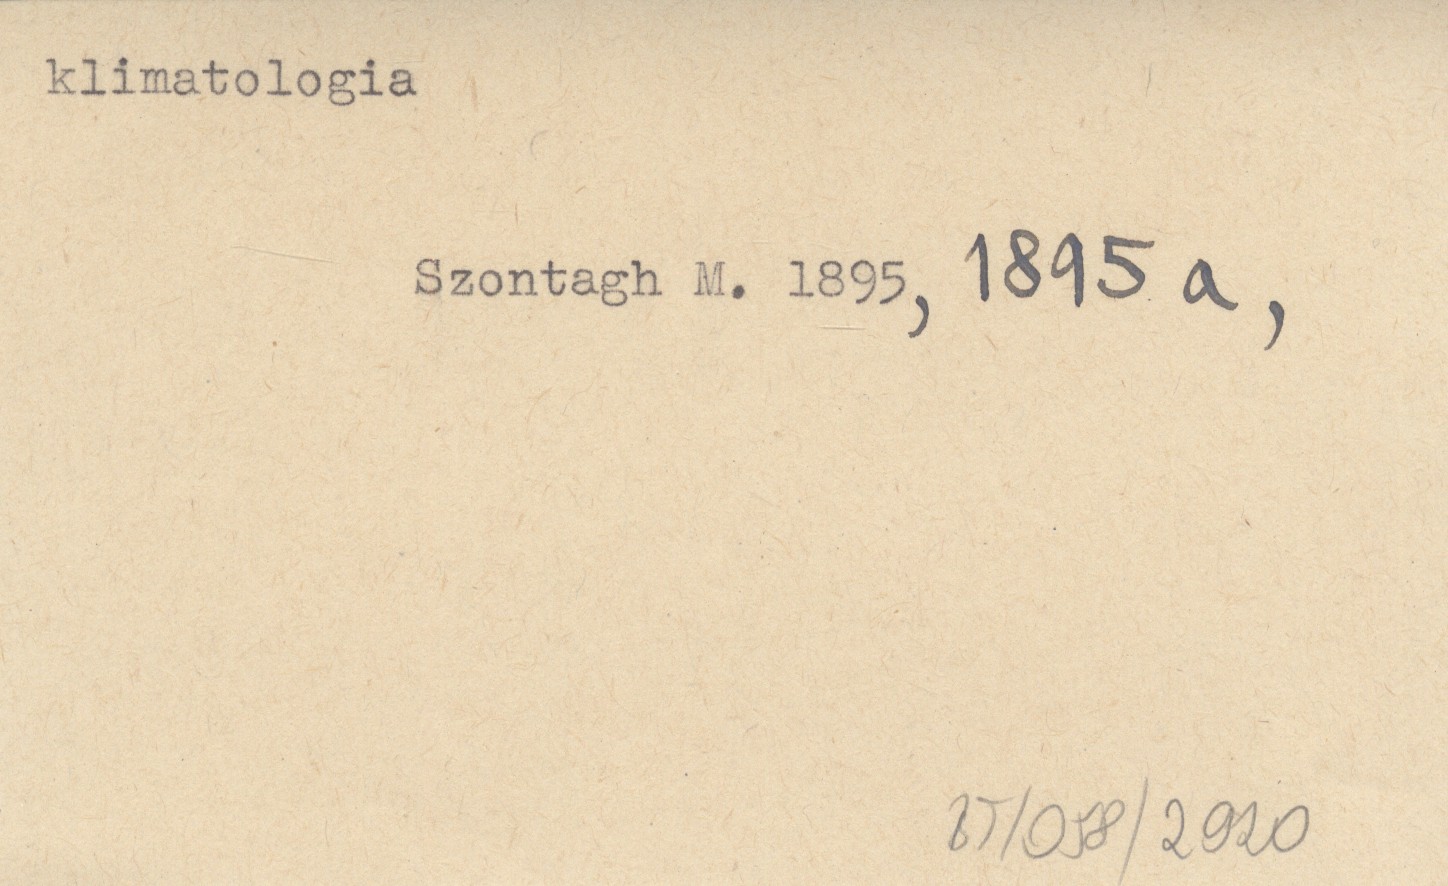 klimatologia
Szontagh M. 1895, 1895 a,
BT/058/2920